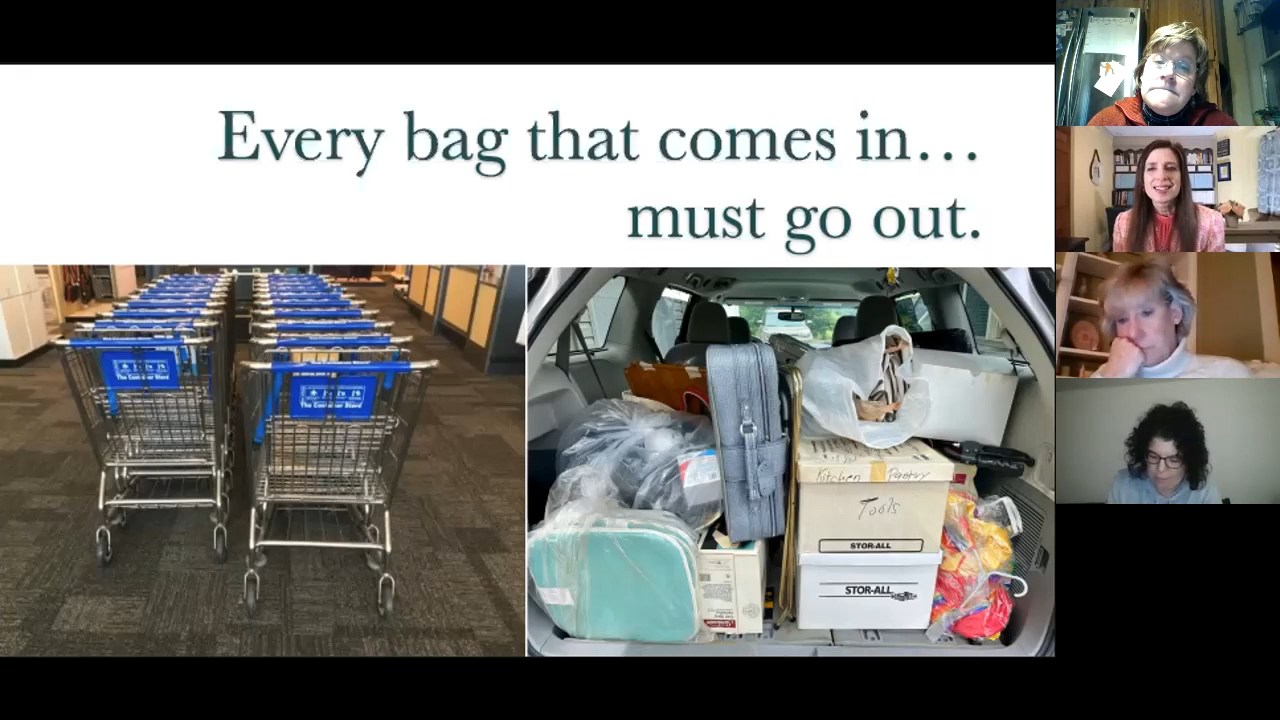 Every bag that comes in…
must go out.
The Container Store
The Container Store
Kitchen Pantry
Tools
STOR-ALL
STOR-ALL